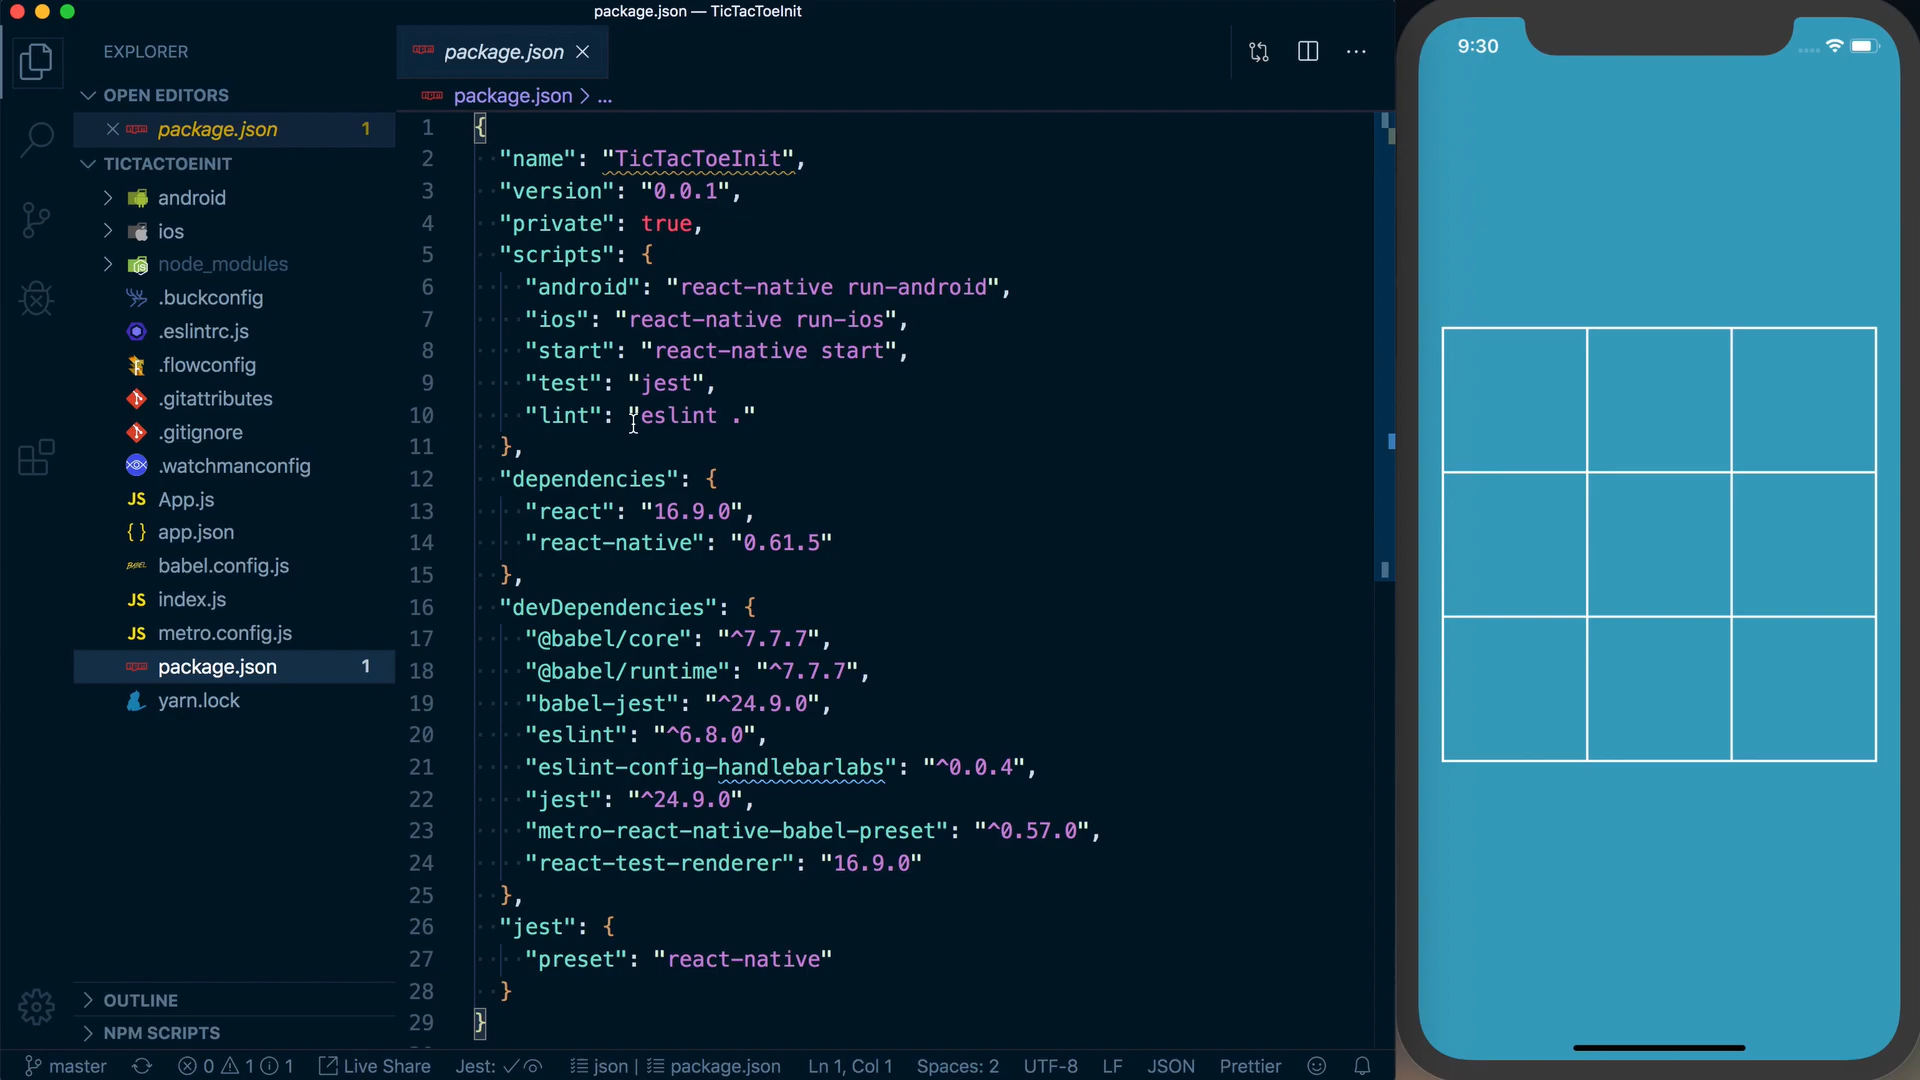 package.json — TicTacToeInit
EXPLORER
OPEN EDITORS
package.json 1
TICTACTOEINIT
android
ios
node_modules
.buckconfig
.eslintrc.js
.flowconfig
.gitattributes
.gitignore
.watchmanconfig
JS App.js
{ } app.json
BABEL babel.config.js
JS index.js
JS metro.config.js
package.json 1
yarn.lock
OUTLINE
NPM SCRIPTS
package.json
package.json > ...
1 {
2 "name": "TicTacToeInit",
3 "version": "0.0.1",
4 "private": true,
5 "scripts": {
6 "android": "react-native run-android",
7 "ios": "react-native run-ios",
8 "start": "react-native start",
9 "test": "jest",
10 "lint": "eslint ."
11 },
12 "dependencies": {
13 "react": "16.9.0",
14 "react-native": "0.61.5"
15 },
16 "devDependencies": {
17 "@babel/core": "^7.7.7",
18 "@babel/runtime": "^7.7.7",
19 "babel-jest": "^24.9.0",
20 "eslint": "^6.8.0",
21 "eslint-config-handlebarlabs": "^0.0.4",
22 "jest": "^24.9.0",
23 "metro-react-native-babel-preset": "^0.57.0",
24 "react-test-renderer": "16.9.0"
25 },
26 "jest": {
27 "preset": "react-native"
28 }
29 }
master 0 1 1 Live Share Jest: json | package.json Ln 1, Col 1 Spaces: 2 UTF-8 LF JSON Prettier
9:30